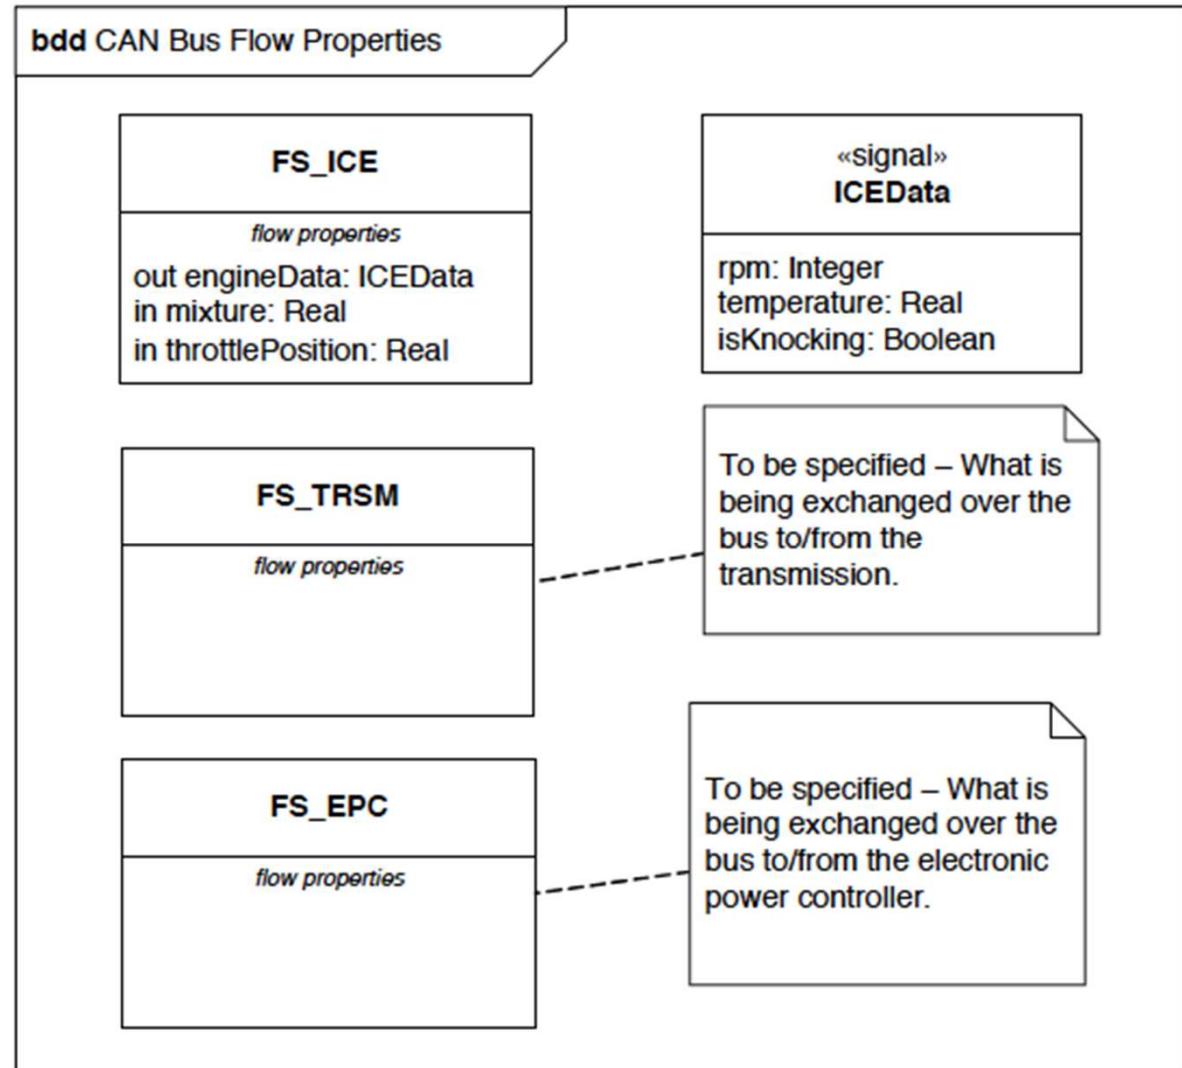 bdd CAN Bus Flow Properties
FS_ICE
flow properties
out engineData: ICEData
in mixture: Real
in throttlePosition: Real
«signal»
ICEData
rpm: Integer
temperature: Real
isKnocking: Boolean
FS_TRSM
flow properties
To be specified – What is
being exchanged over the
bus to/from the
transmission.
FS_EPC
flow properties
To be specified – What is
being exchanged over the
bus to/from the electronic
power controller.